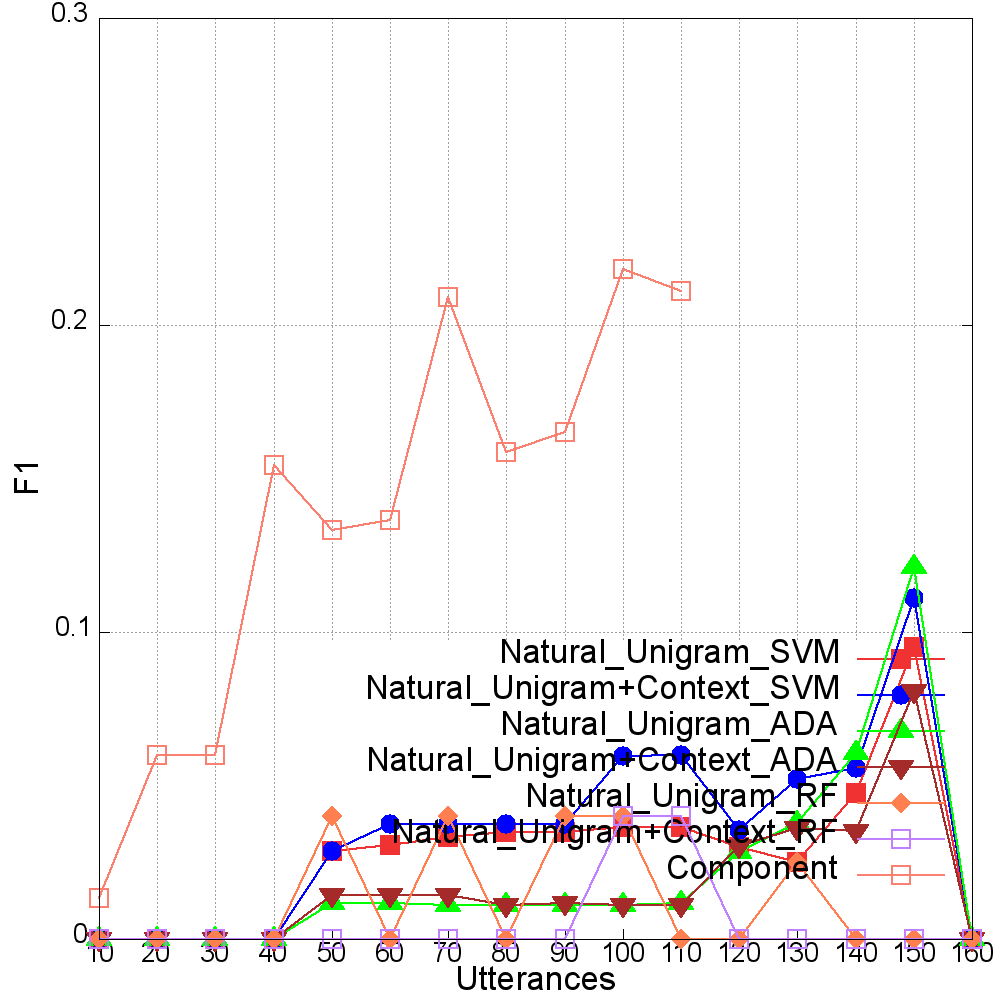 0.3
0.2
F1
0.1
Natural_Unigram_SVM
Natural_Unigram+Context_SVM
Natural_Unigram_ADA
Natural_Unigram+Context_ADA
Natural_Unigram_RF
Natural_Unigram+Context_RF
Component
0
10 20 30 40 50 60 70 80 90 100 110 120 130 140 150 160
Utterances